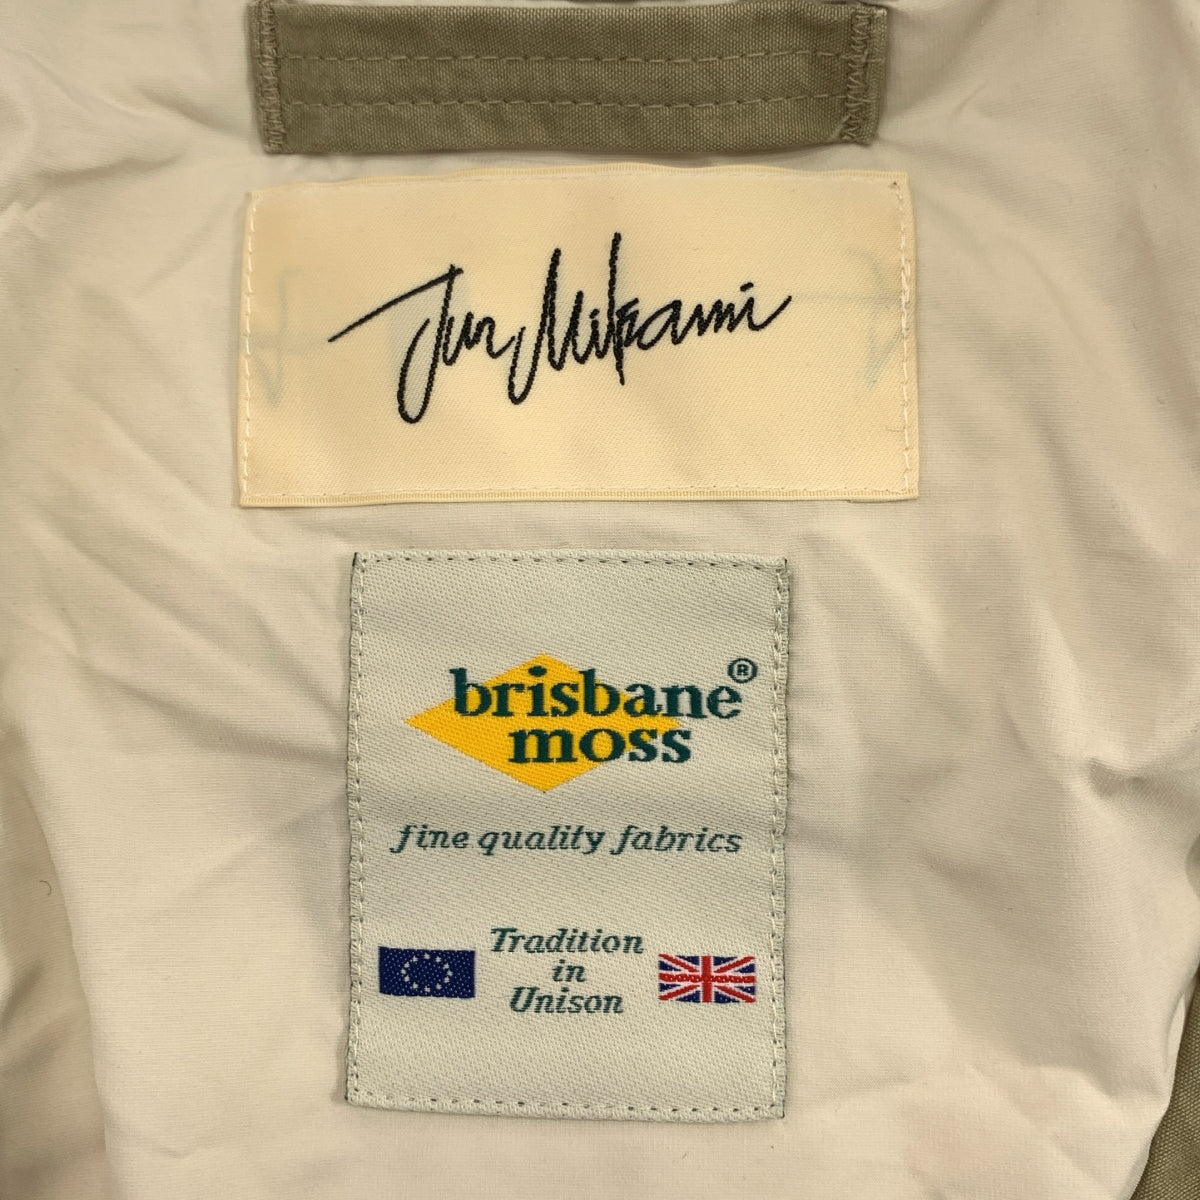 Jun Mikami
brisbane®
moss
fine quality fabrics
Tradition
in
Unison